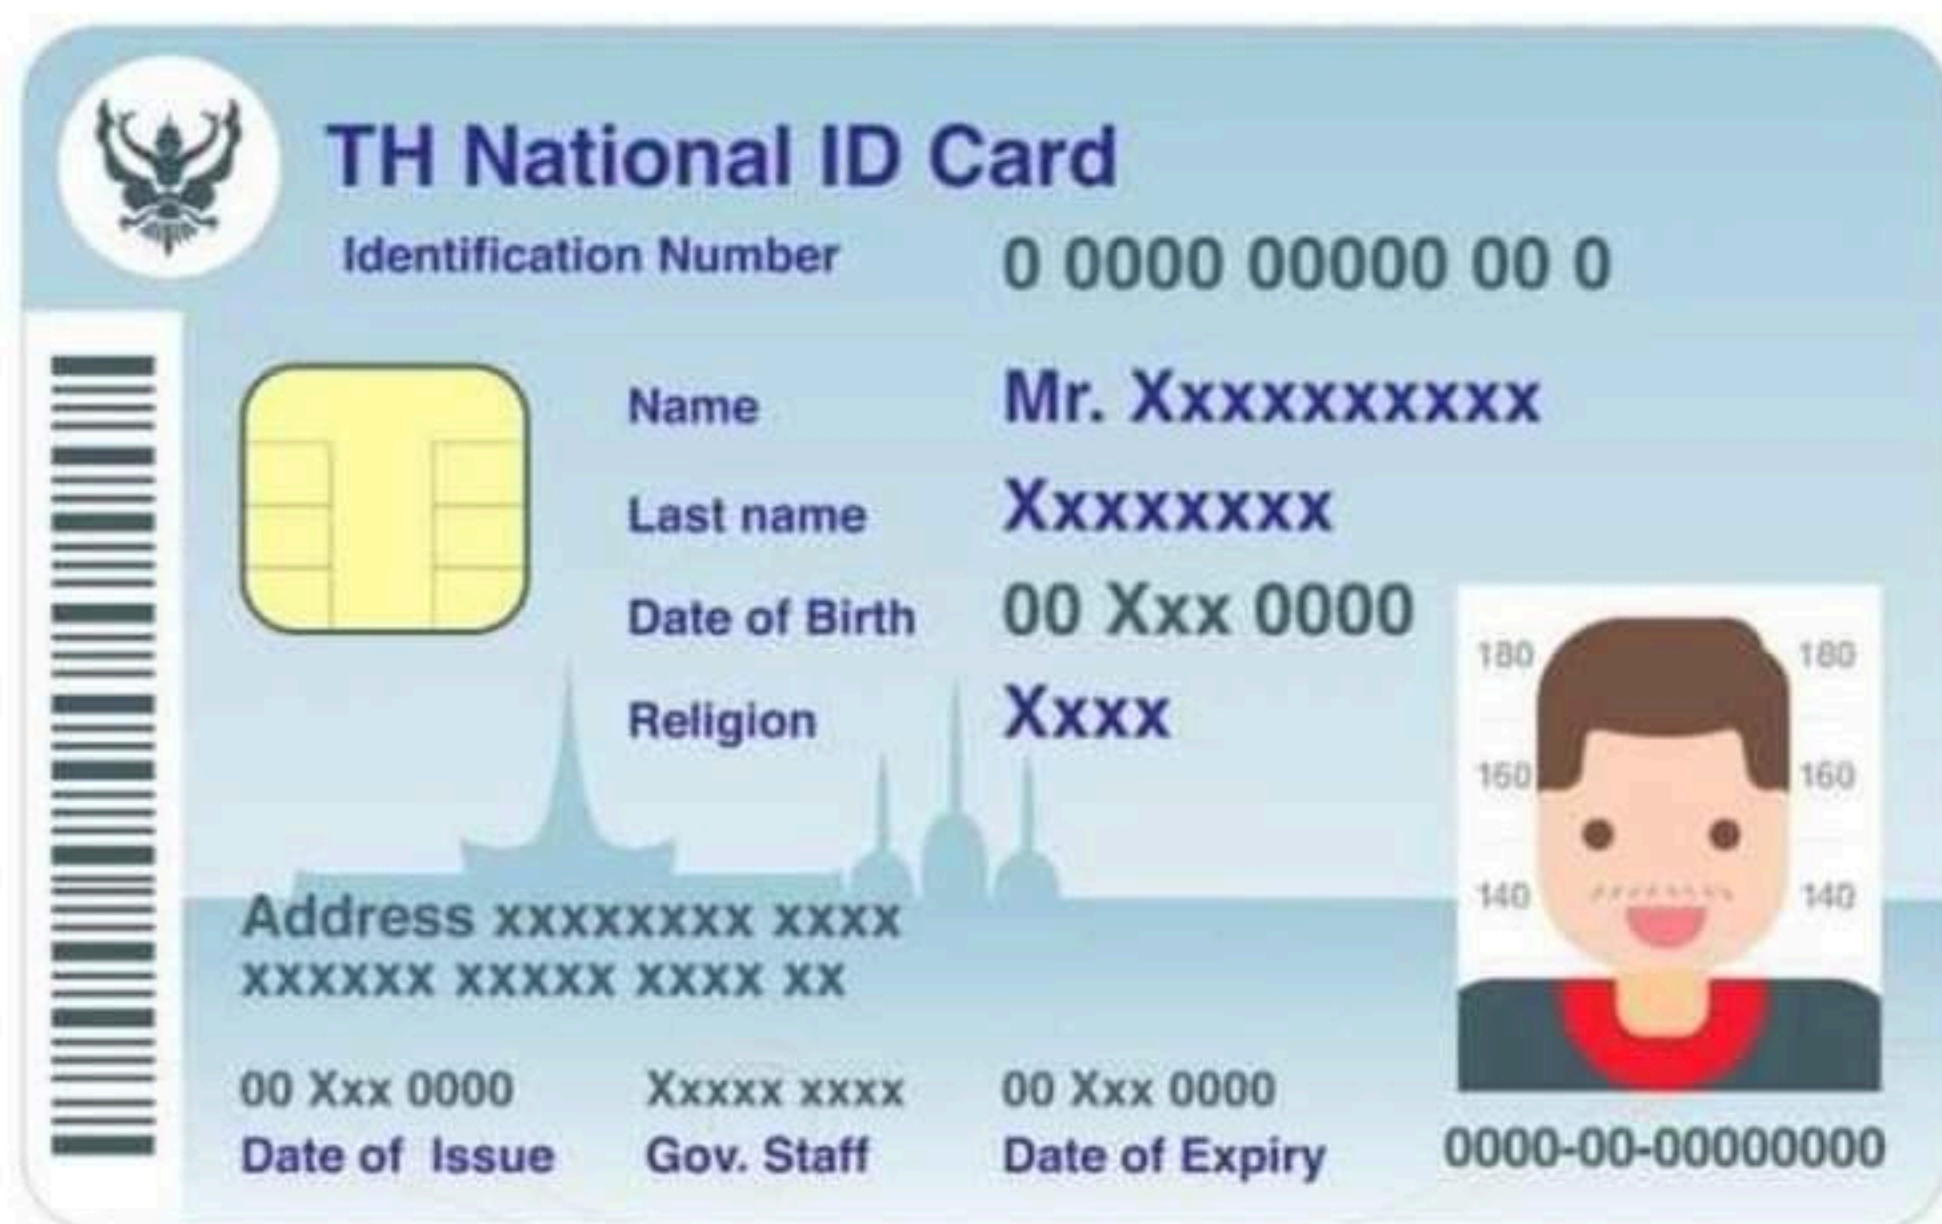 TH National ID Card
Identification Number 0 0000 00000 00 0
Name Mr. Xxxxxxxxxxx
Last name Xxxxxxxxx
Date of Birth 00 Xxx 0000
Religion Xxxx
180 180
160 160
140 140
Address xxxxxxxx xxxx
xxxxxx xxxxx xxxx xx
00 Xxx 0000 Xxxxx xxxx 00 Xxx 0000
Date of Issue Gov. Staff Date of Expiry
0000-00-00000000